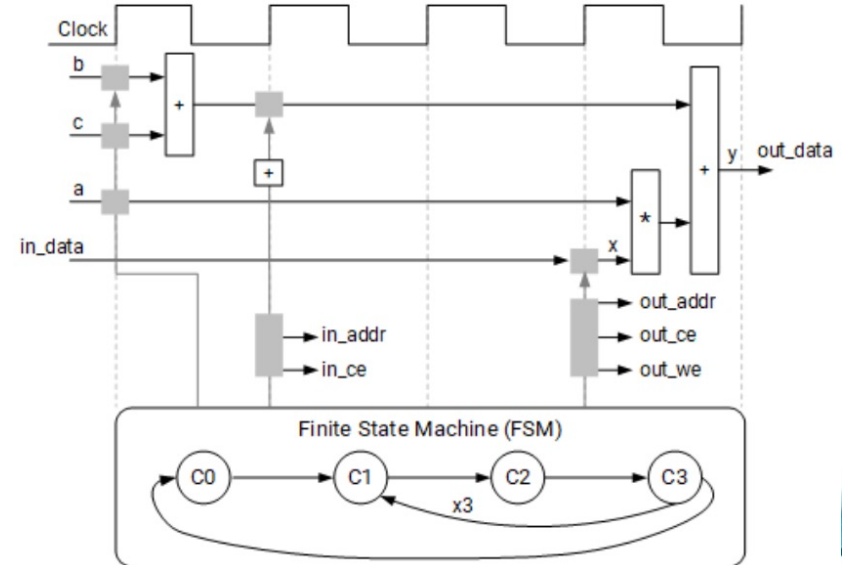 Clock
b
+
c
+
a
+
y
out_data
*
in_data
x
out_addr
in_addr
out_ce
in_ce
out_we
Finite State Machine (FSM)
C0
C1
C2
C3
x3